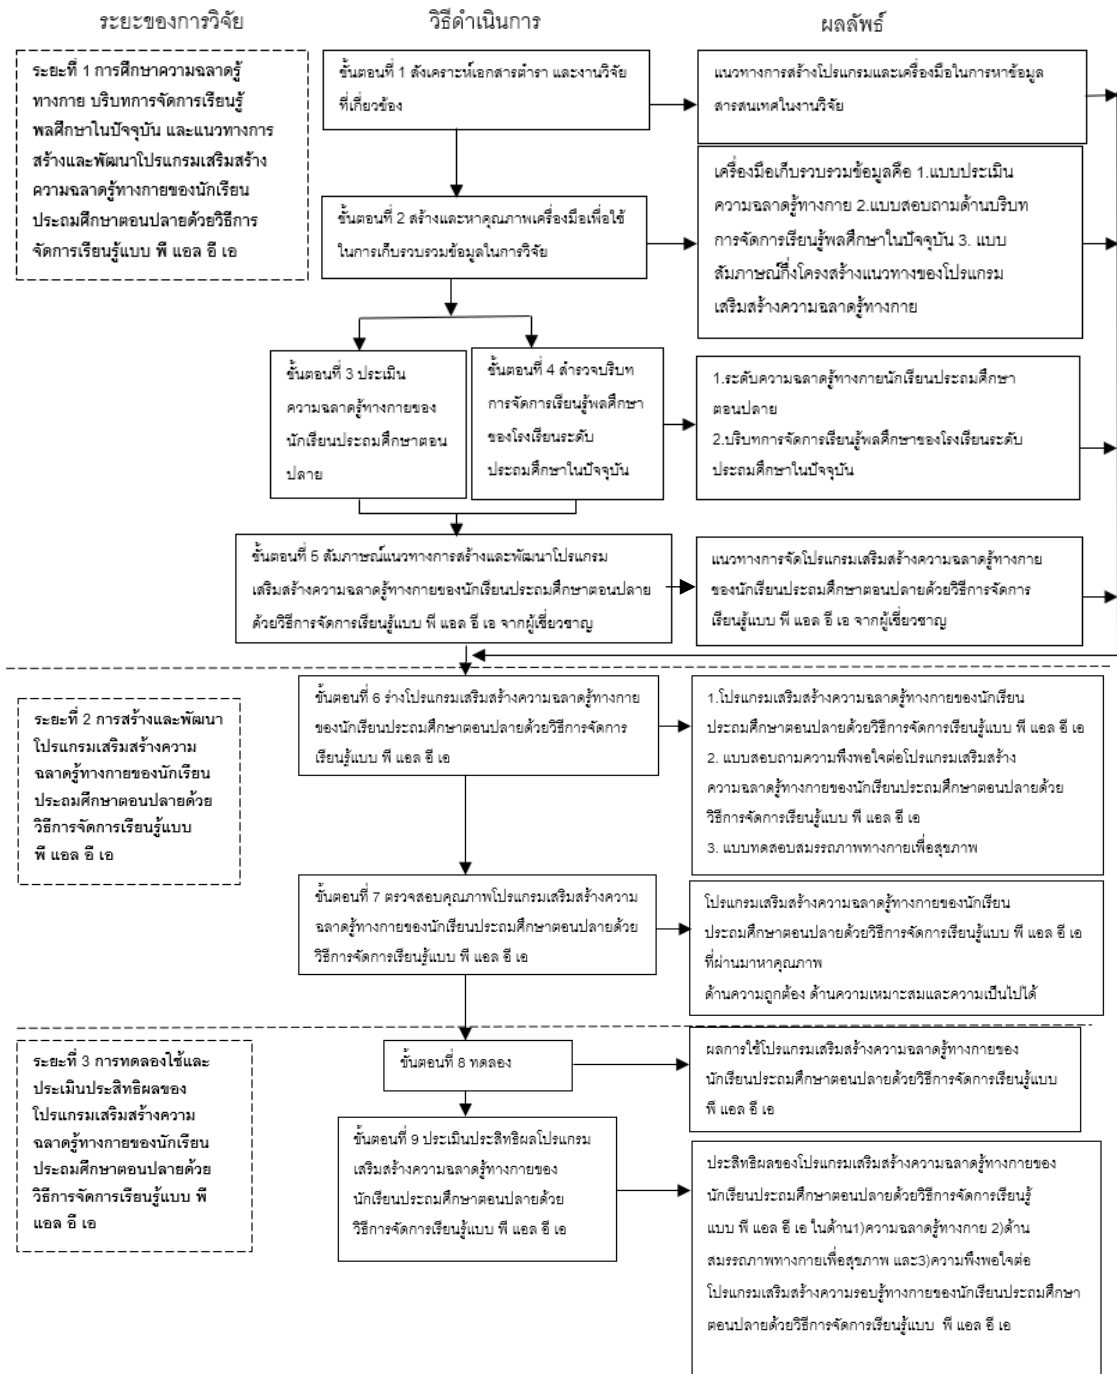 ระยะของการวิจัย
วิธีดำเนินการ
ผลลัพธ์
ระยะที่ 1 การศึกษาความฉลาดรู้
ทางกาย บริบทการจัดการเรียนรู้
พลศึกษาในปัจจุบัน และแนวทางการ
สร้างและพัฒนาโปรแกรมเสริมสร้าง
ความฉลาดรู้ทางกายของนักเรียน
ประถมศึกษาตอนปลายด้วยวิธีการ
จัดการเรียนรู้แบบ พี แอล อี เอ
ขั้นตอนที่ 1 สังเคราะห์เอกสารตำรา และงานวิจัย
ที่เกี่ยวข้อง
แนวทางการสร้างโปรแกรมและเครื่องมือในการหาข้อมูล
สารสนเทศในงานวิจัย
ขั้นตอนที่ 2 สร้างและหาคุณภาพเครื่องมือเพื่อใช้
ในการเก็บรวบรวมข้อมูลในการวิจัย
เครื่องมือเก็บรวบรวมข้อมูลคือ 1.แบบประเมิน
ความฉลาดรู้ทางกาย 2.แบบสอบถามด้านบริบท
การจัดการเรียนรู้พลศึกษาในปัจจุบัน 3. แบบ
สัมภาษณ์กึ่งโครงสร้างแนวทางของโปรแกรม
เสริมสร้างความฉลาดรู้ทางกาย
ขั้นตอนที่ 3 ประเมิน
ความฉลาดรู้ทางกายของ
นักเรียนประถมศึกษาตอน
ปลาย
ขั้นตอนที่ 4 สำรวจบริบท
การจัดการเรียนรู้พลศึกษา
ของโรงเรียนระดับ
ประถมศึกษาในปัจจุบัน
1.ระดับความฉลาดรู้ทางกายนักเรียนประถมศึกษา
ตอนปลาย
2.บริบทการจัดการเรียนรู้พลศึกษาของโรงเรียนระดับ
ประถมศึกษาในปัจจุบัน
ขั้นตอนที่ 5 สัมภาษณ์แนวทางการสร้างและพัฒนาโปรแกรม
เสริมสร้างความฉลาดรู้ทางกายของนักเรียนประถมศึกษาตอนปลาย
ด้วยวิธีการจัดการเรียนรู้แบบ พี แอล อี เอ จากผู้เชี่ยวชาญ
แนวทางการจัดโปรแกรมเสริมสร้างความฉลาดรู้ทางกาย
ของนักเรียนประถมศึกษาตอนปลายด้วยวิธีการจัดการ
เรียนรู้แบบ พี แอล อี เอ จากผู้เชี่ยวชาญ
ระยะที่ 2 การสร้างและพัฒนา
โปรแกรมเสริมสร้างความ
ฉลาดรู้ทางกายของนักเรียน
ประถมศึกษาตอนปลายด้วย
วิธีการจัดการเรียนรู้แบบ
พี แอล อี เอ
ขั้นตอนที่ 6 ร่างโปรแกรมเสริมสร้างความฉลาดรู้ทางกาย
ของนักเรียนประถมศึกษาตอนปลายด้วยวิธีการจัดการ
เรียนรู้แบบ พี แอล อี เอ
1.โปรแกรมเสริมสร้างความฉลาดรู้ทางกายของนักเรียน
ประถมศึกษาตอนปลายด้วยวิธีการจัดการเรียนรู้แบบ พี แอล อี เอ
2. แบบสอบถามความพึงพอใจต่อโปรแกรมเสริมสร้าง
ความฉลาดรู้ทางกายของนักเรียนประถมศึกษาตอนปลายด้วย
วิธีการจัดการเรียนรู้แบบ พี แอล อี เอ
3. แบบทดสอบสมรรถภาพทางกายเพื่อสุขภาพ
ขั้นตอนที่ 7 ตรวจสอบคุณภาพโปรแกรมเสริมสร้างความ
ฉลาดรู้ทางกายของนักเรียนประถมศึกษาตอนปลายด้วย
วิธีการจัดการเรียนรู้แบบ พี แอล อี เอ
โปรแกรมเสริมสร้างความฉลาดรู้ทางกายของนักเรียน
ประถมศึกษาตอนปลายด้วยวิธีการจัดการเรียนรู้แบบ พี แอล อี เอ
ที่ผ่านมาหาคุณภาพ
ด้านความถูกต้อง ด้านความเหมาะสมและความเป็นไปได้
ระยะที่ 3 การทดลองใช้และ
ประเมินประสิทธิผลของ
โปรแกรมเสริมสร้างความ
ฉลาดรู้ทางกายของนักเรียน
ประถมศึกษาตอนปลายด้วย
วิธีการจัดการเรียนรู้แบบ พี
แอล อี เอ
ขั้นตอนที่ 8 ทดลอง
ผลการใช้โปรแกรมเสริมสร้างความฉลาดรู้ทางกายของ
นักเรียนประถมศึกษาตอนปลายด้วยวิธีการจัดการเรียนรู้แบบ
พี แอล อี เอ
ขั้นตอนที่ 9 ประเมินประสิทธิผลโปรแกรม
เสริมสร้างความฉลาดรู้ทางกายของ
นักเรียนประถมศึกษาตอนปลายด้วย
วิธีการจัดการเรียนรู้แบบ พี แอล อี เอ
ประสิทธิผลของโปรแกรมเสริมสร้างความฉลาดรู้ทางกายของ
นักเรียนประถมศึกษาตอนปลายด้วยวิธีการจัดการเรียนรู้
แบบ พี แอล อี เอ ในด้าน1)ความฉลาดรู้ทางกาย 2)ด้าน
สมรรถภาพทางกายเพื่อสุขภาพ และ3)ความพึงพอใจต่อ
โปรแกรมเสริมสร้างความรอบรู้ทางกายของนักเรียนประถมศึกษา
ตอนปลายด้วยวิธีการจัดการเรียนรู้แบบ พี แอล อี เอ